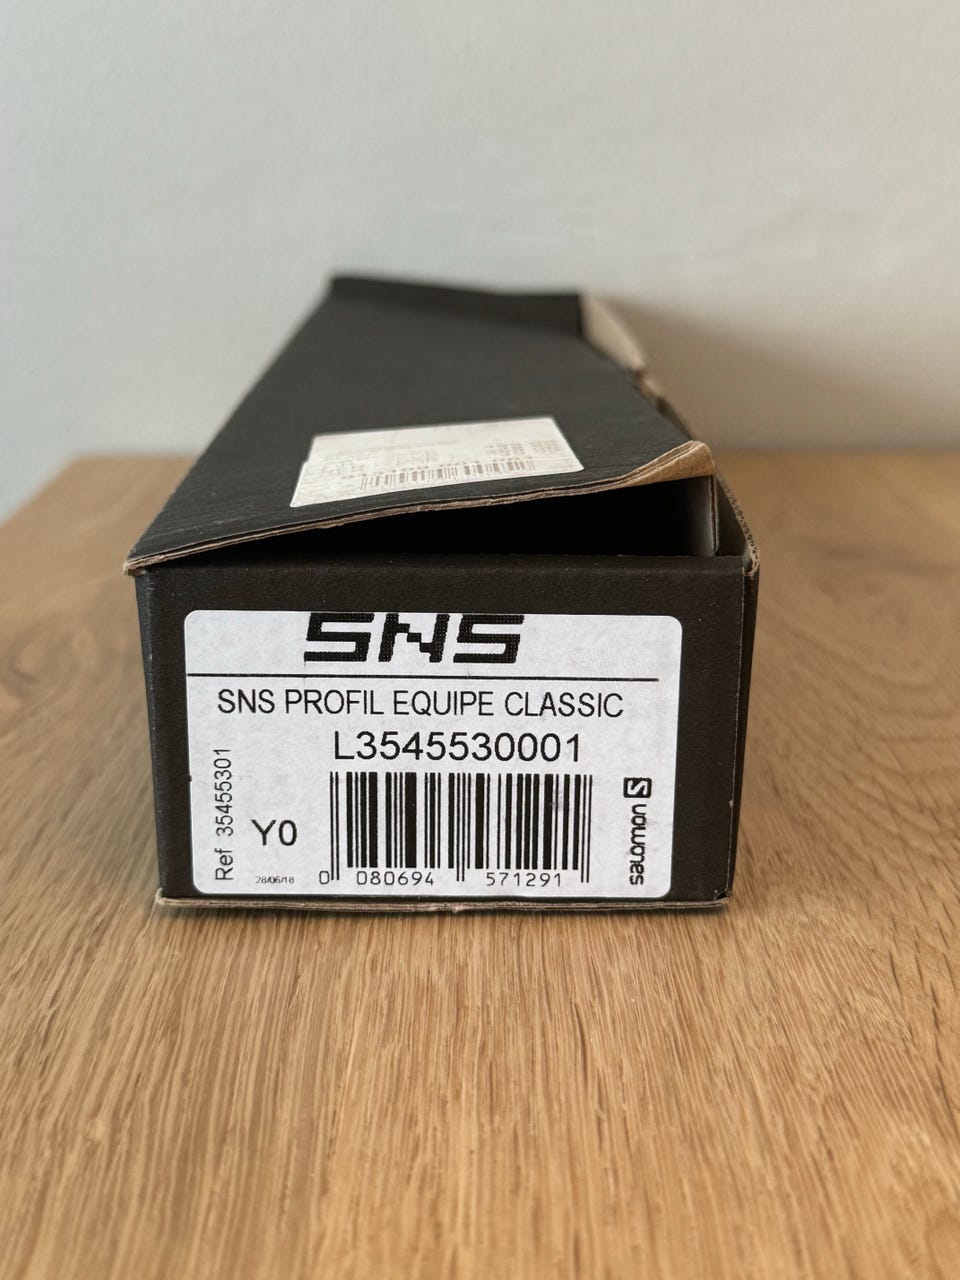 SNS
SNS PROFIL EQUIPE CLASSIC
L3545530001
Ref 35455301
Y0
28/06/18
0 080694 571291
salomon